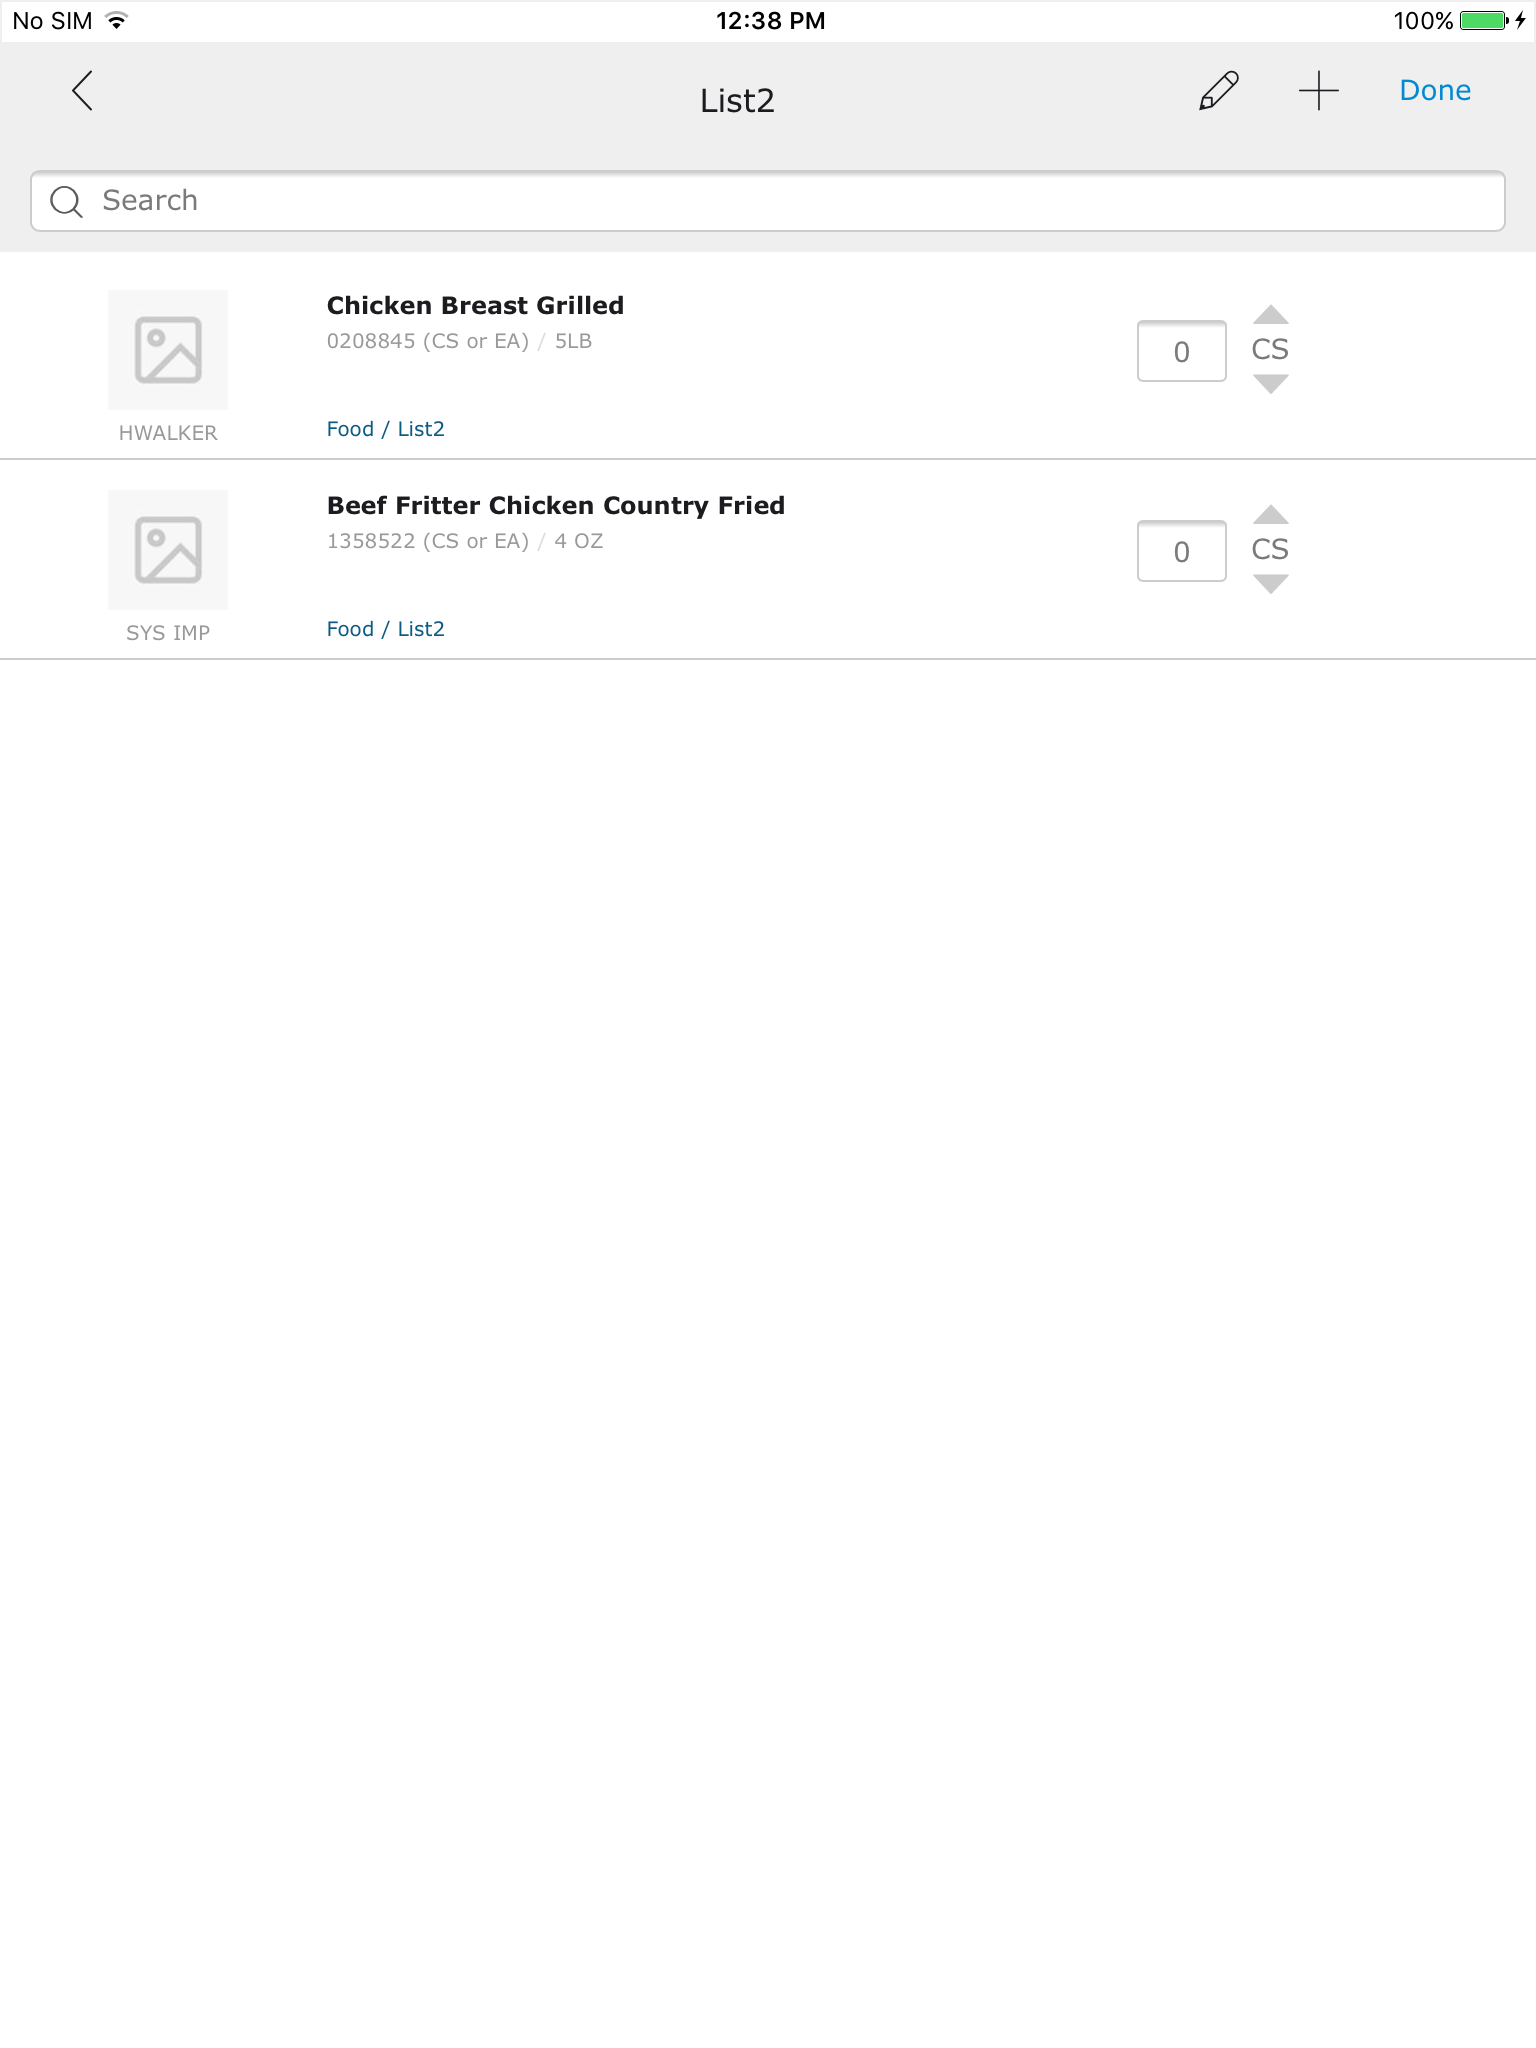 No SIM 12:38 PM 100%
List2 Done
Search
Chicken Breast Grilled
0208845 (CS or EA) / 5LB
0 CS
HWALKER Food / List2
Beef Fritter Chicken Country Fried
1358522 (CS or EA) / 4 OZ
0 CS
SYS IMP Food / List2